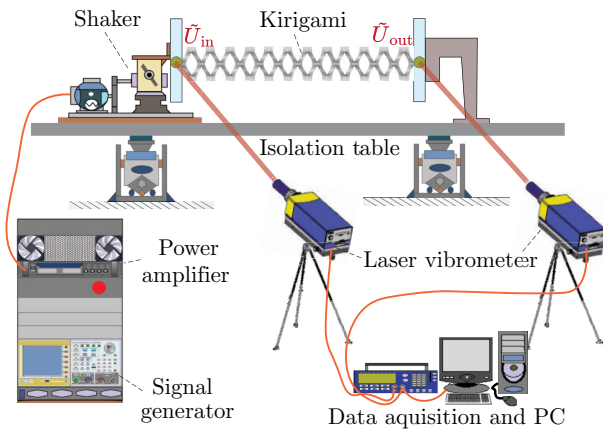 Shaker
Kirigami
Ũin
Ũout
Isolation table
Power
amplifier
Laser vibrometer
Signal
generator
Data aquisition and PC